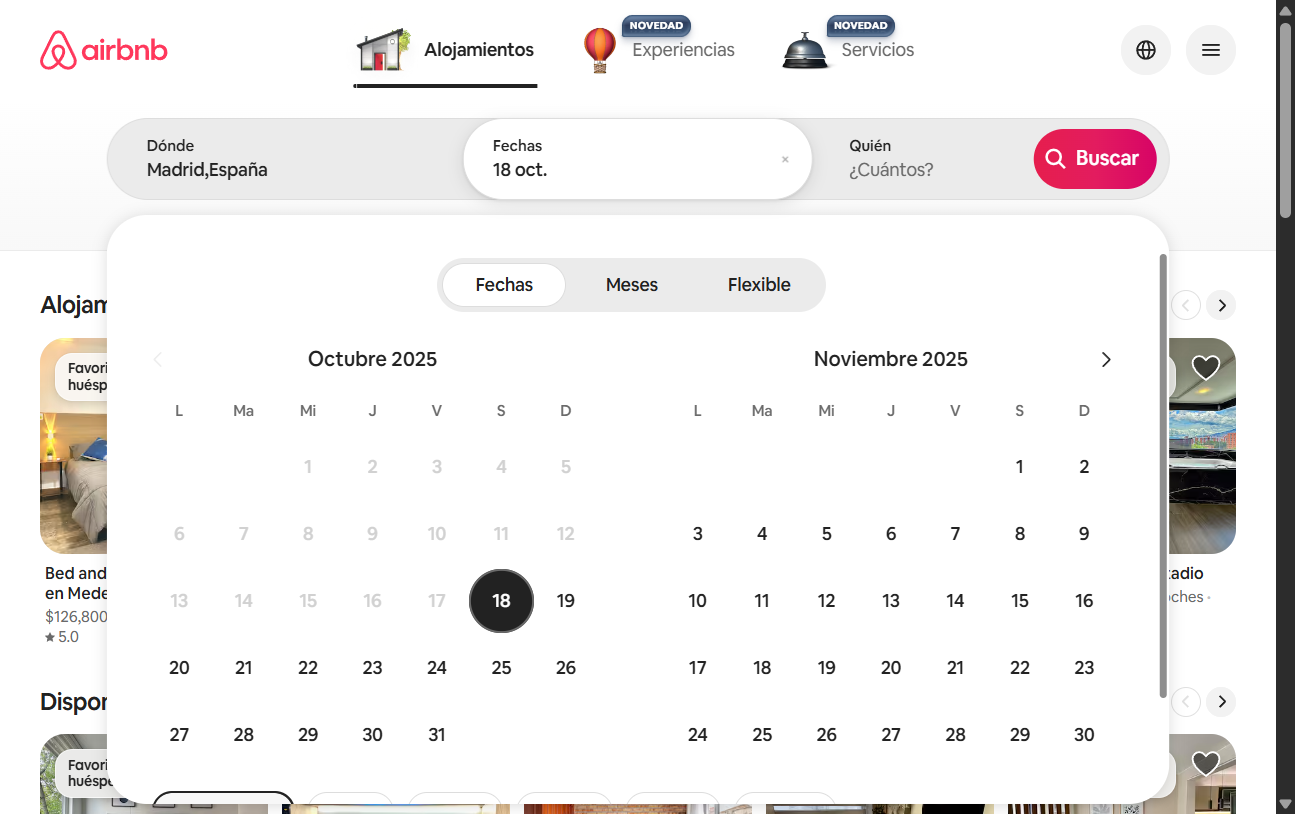 airbnb
Alojamientos
NOVEDAD
Experiencias
NOVEDAD
Servicios
Dónde
Madrid,España
Fechas
18 oct.
×
Quién
¿Cuántos?
Buscar
Fechas
Meses
Flexible
Alojam
Octubre 2025
Noviembre 2025
L Ma Mi J V S D
1 2 3 4 5
6 7 8 9 10 11 12
13 14 15 16 17 18 19
20 21 22 23 24 25 26
27 28 29 30 31
L Ma Mi J V S D
1 2
3 4 5 6 7 8 9
10 11 12 13 14 15 16
17 18 19 20 21 22 23
24 25 26 27 28 29 30
Favori
huésp
Bed and
en Mede
$126,800
★ 5.0
tadio
oches ·
Dispon
Favori
huéspe